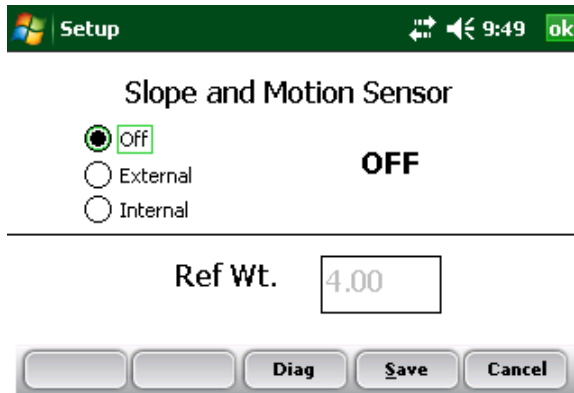 Setup 9:49 ok
Slope and Motion Sensor
Off
External
Internal
OFF
Ref Wt. 4.00
Diag Save Cancel